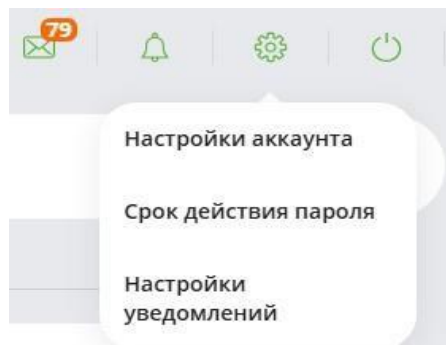 79
Настройки аккаунта
Срок действия пароля
Настройки
уведомлений